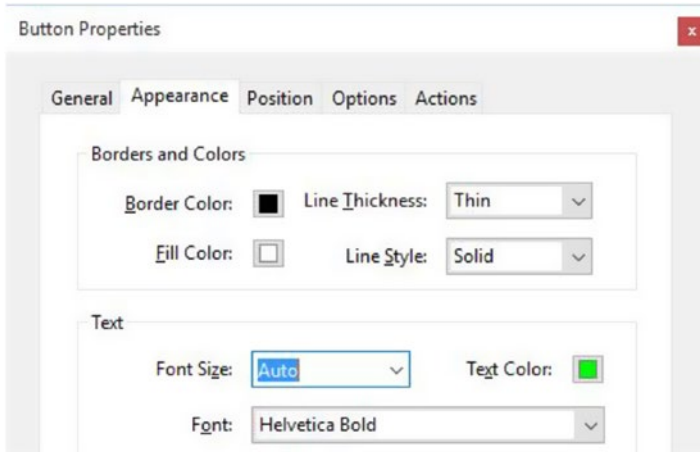 Button Properties
x
General Appearance Position Options Actions
Borders and Colors
Border Color: Line Thickness: Thin
Fill Color: Line Style: Solid
Text
Font Size: Auto Text Color:
Font: Helvetica Bold